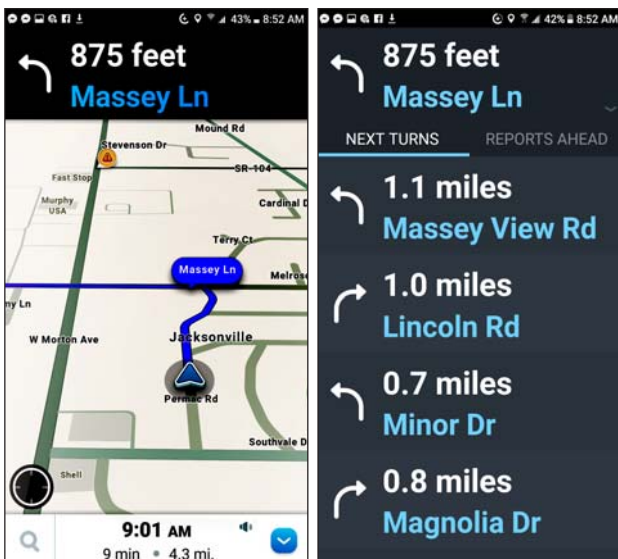 43% 8:52 AM
875 feet
Massey Ln
Mound Rd
Stevenson Dr
SR-104
Fast Stop
Murphy
USA
Cardinal D
Terry Ct
Massey Ln
Melrose
ny Ln
W Morton Ave
Jacksonville
Permac Rd
Southvale D
Shell
9:01 AM
9 min • 4.3 mi.
42% 8:52 AM
875 feet
Massey Ln
NEXT TURNS
REPORTS AHEAD
1.1 miles
Massey View Rd
1.0 miles
Lincoln Rd
0.7 miles
Minor Dr
0.8 miles
Magnolia Dr